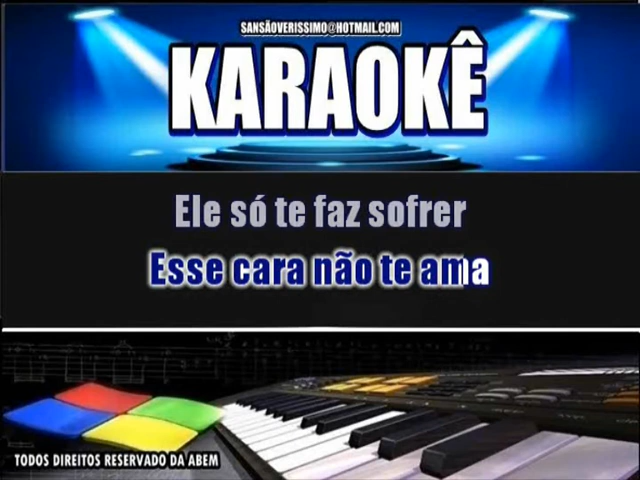 SANSÃOVERISSIMO@HOTMAIL.COM
KARAOKÊ
Ele só te faz sofrer
Esse cara não te ama
TODOS DIREITOS RESERVADO DA ABEM